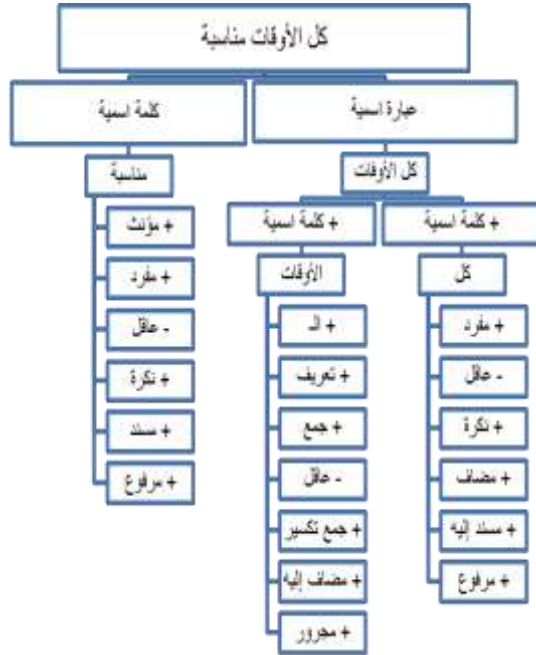 كل الأوقات مناسبة
عبارة اسمية
كلمة اسمية
كل الأوقات
مناسبة
+ كلمة اسمية
+ كلمة اسمية
كل
+ مفرد
- عاقل
+ نكرة
+ مضاف
+ مسند إليه
+ مرفوع
الأوقات
+ الـ
+ تعريف
+ جمع
- عاقل
+ جمع تكسير
+ مضاف إليه
+ مجرور
+ مؤنث
+ مفرد
- عاقل
+ نكرة
+ مسند
+ مرفوع